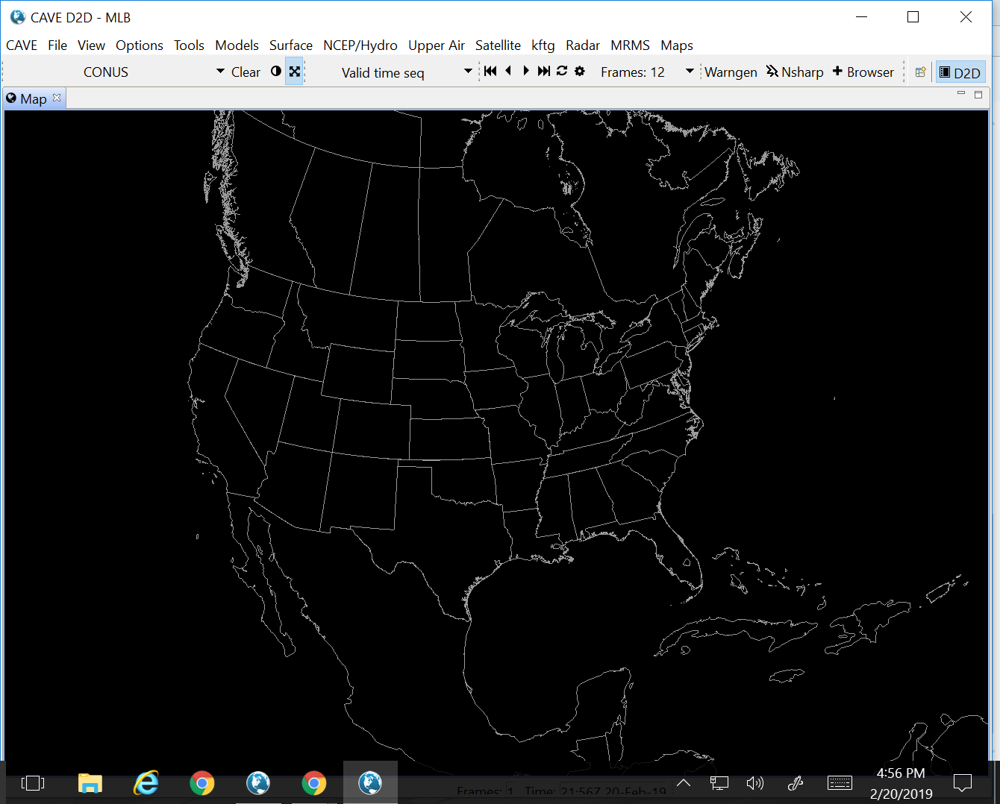 CAVE D2D - MLB
CAVE File View Options Tools Models Surface NCEP/Hydro Upper Air Satellite kftg Radar MRMS Maps
CONUS Clear Valid time seq Frames: 12 Warngen Nsharp Browser D2D
Map
Frames: 1 Time: 21:56Z 20-Feb-19
4:56 PM
2/20/2019